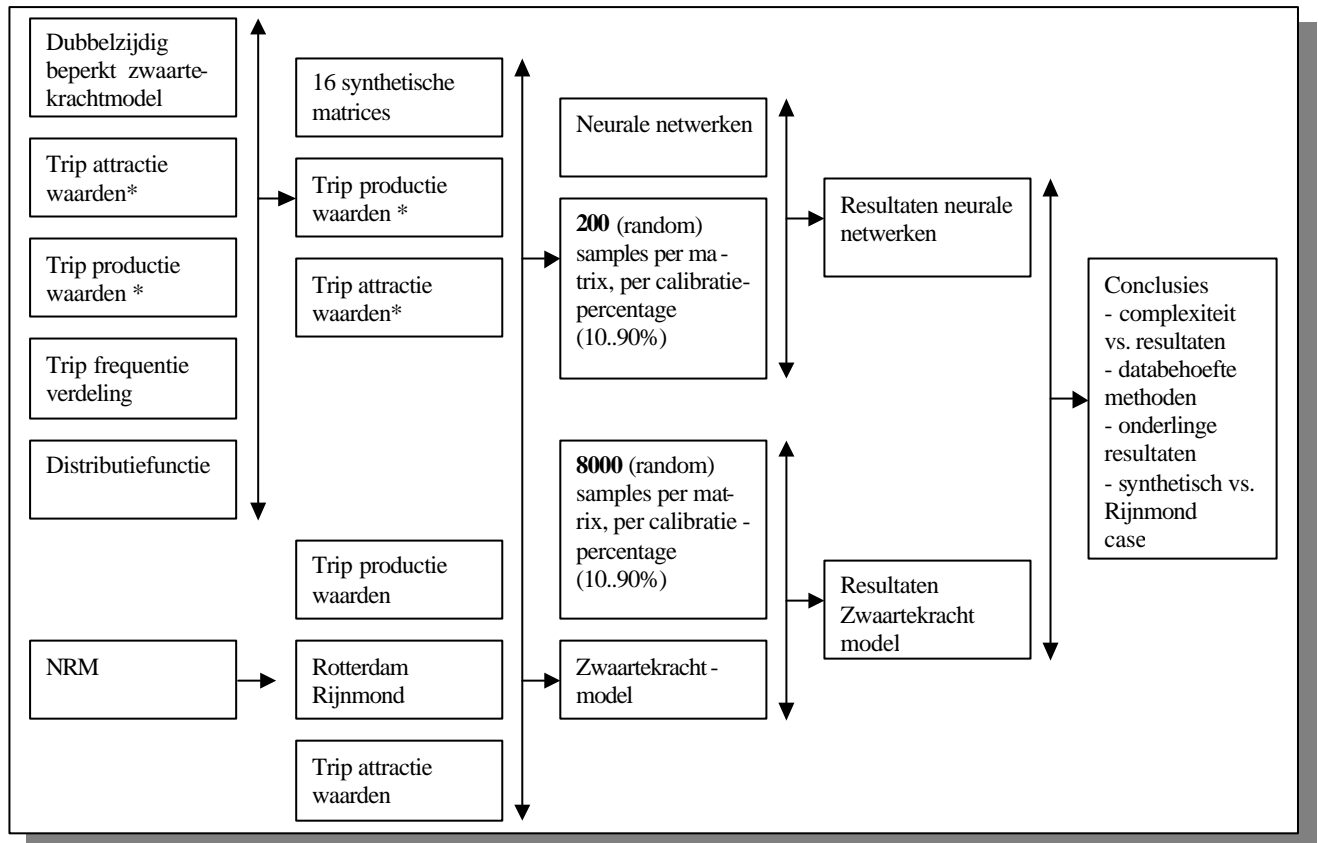 Dubbelzijdig
beperkt zwaarte-
krachtmodel
Trip attractie
waarden*
Trip productie
waarden *
Trip frequentie
verdeling
Distributiefunctie
NRM
16 synthetische
matrices
Trip productie
waarden *
Trip attractie
waarden*
Trip productie
waarden
Rotterdam
Rijnmond
Trip attractie
waarden
Neurale netwerken
200 (random)
samples per ma-
trix, per calibratie-
percentage
(10..90%)
8000 (random)
samples per mat-
rix, per calibratie -
percentage
(10..90%)
Zwaartekracht -
model
Resultaten neurale
netwerken
Resultaten
Zwaartekracht
model
Conclusies
- complexiteit
vs. resultaten
- databehoefte
methoden
- onderlinge
resultaten
- synthetisch vs.
Rijnmond
case